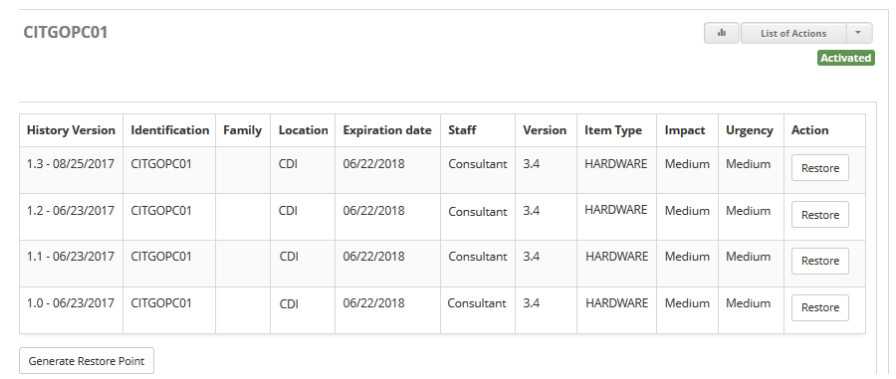 CITGOPC01
List of Actions
Activated
History Version Identification Family Location Expiration date Staff Version Item Type Impact Urgency Action
1.3 - 08/25/2017 CITGOPC01 CDI 06/22/2018 Consultant 3.4 HARDWARE Medium Medium Restore
1.2 - 06/23/2017 CITGOPC01 CDI 06/22/2018 Consultant 3.4 HARDWARE Medium Medium Restore
1.1 - 06/23/2017 CITGOPC01 CDI 06/22/2018 Consultant 3.4 HARDWARE Medium Medium Restore
1.0 - 06/23/2017 CITGOPC01 CDI 06/22/2018 Consultant 3.4 HARDWARE Medium Medium Restore
Generate Restore Point